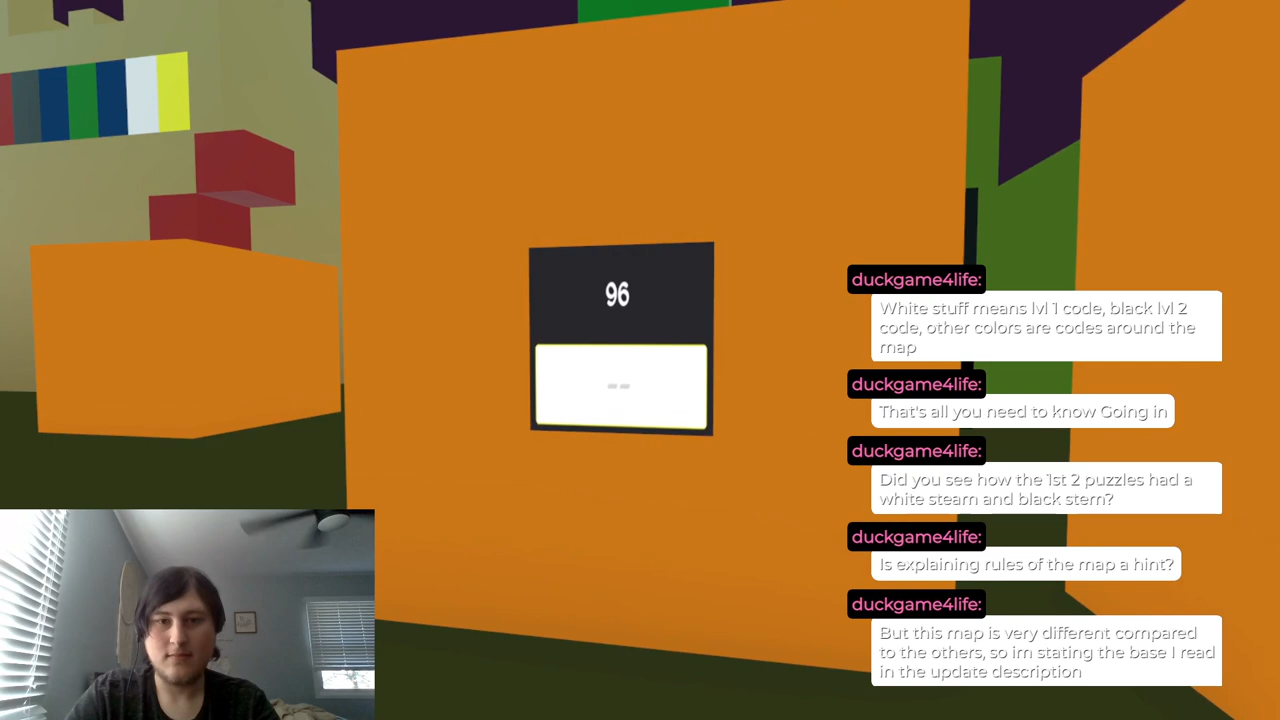 96
--
duckgame4life:
White stuff means lvl 1 code, black lvl 2
code, other colors are codes around the
map
duckgame4life:
That's all you need to know Going in
duckgame4life:
Did you see how the 1st 2 puzzles had a
white steam and black stem?
duckgame4life:
Is explaining rules of the map a hint?
duckgame4life:
But this map is very different compared
to the others, so im stating the base I read
in the update description